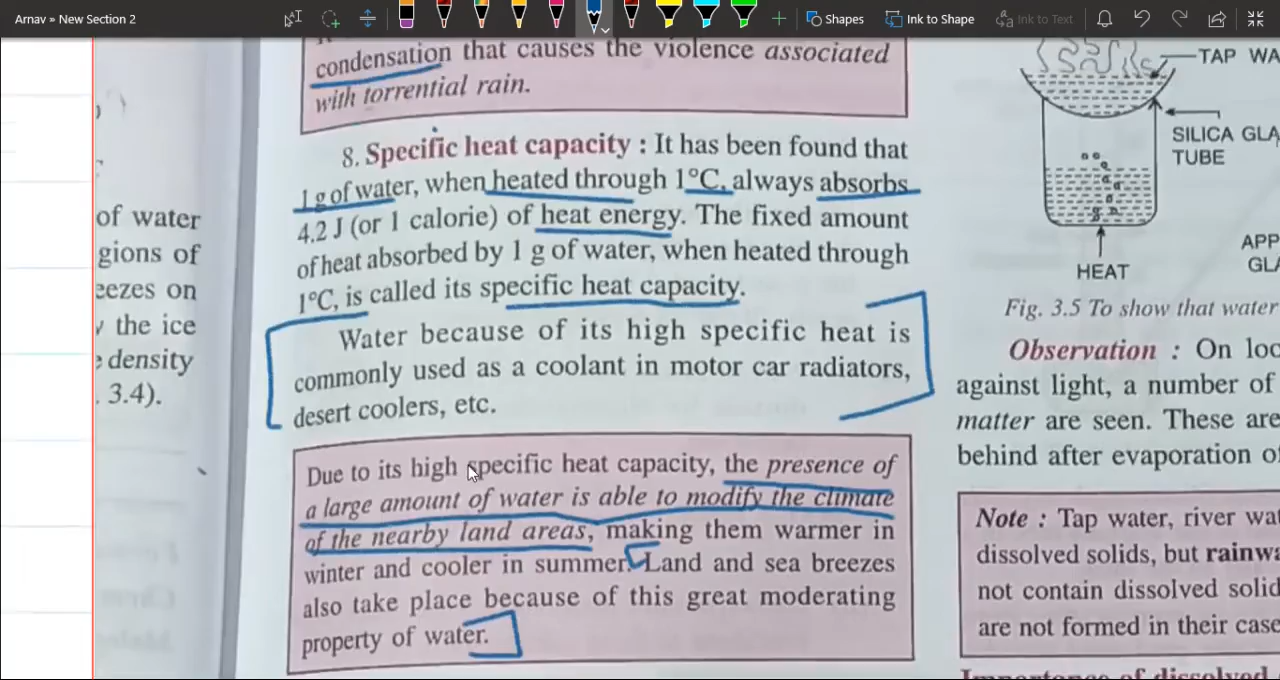 Arnav » New Section 2
Shapes
Ink to Shape
Ink to Text
condensation that causes the violence associated
with torrential rain.
8. Specific heat capacity : It has been found that
1 g of water, when heated through 1°C, always absorbs
4.2 J (or 1 calorie) of heat energy. The fixed amount
of heat absorbed by 1 g of water, when heated through
1°C, is called its specific heat capacity.
Water because of its high specific heat is
commonly used as a coolant in motor car radiators,
desert coolers, etc.
Due to its high specific heat capacity, the presence of
a large amount of water is able to modify the climate
of the nearby land areas, making them warmer in
winter and cooler in summer. Land and sea breezes
also take place because of this great moderating
property of water.
of water
gions of
eezes on
the ice
density
3.4).
TAP WA
SILICA GLA
TUBE
APP
GLA
HEAT
Fig. 3.5 To show that water
Observation : On loo
against light, a number of
matter are seen. These are
behind after evaporation of
Note : Tap water, river wa
dissolved solids, but rainwa
not contain dissolved solid
are not formed in their case
Importance of dissolved